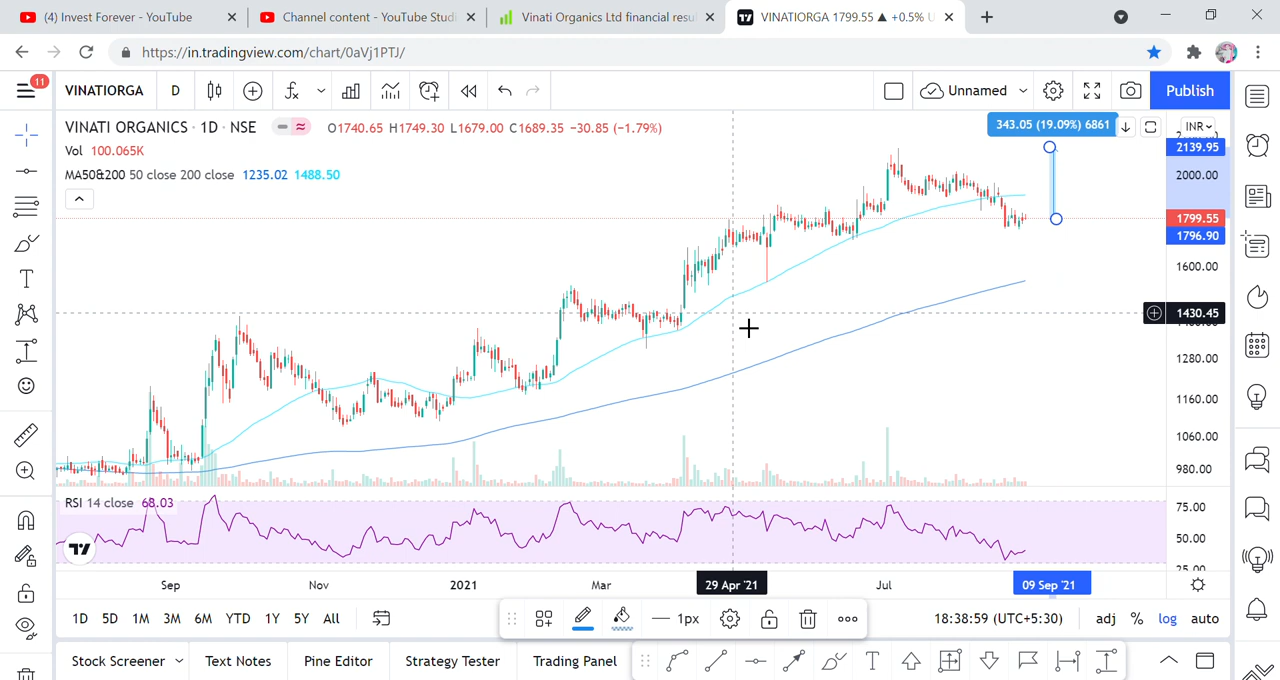 (4) Invest Forever - YouTube
Channel content - YouTube Studi
Vinati Organics Ltd financial resu
VINATIORGA 1799.55 ▲ +0.5% U
https://in.tradingview.com/chart/0aVj1PTJ/
11
VINATIORGA
D
Unnamed
Publish
VINATI ORGANICS · 1D · NSE
O1740.65 H1749.30 L1679.00 C1689.35 −30.85 (−1.79%)
343.05 (19.09%) 6861
INR
Vol 100.065K
2139.95
MA50&200 50 close 200 close 1235.02 1488.50
2000.00
1799.55
1796.90
1600.00
1430.45
1280.00
1160.00
1060.00
980.00
RSI 14 close 68.03
75.00
50.00
25.00
Sep
Nov
2021
Mar
29 Apr '21
Jul
09 Sep '21
1D 5D 1M 3M 6M YTD 1Y 5Y All
1px
18:38:59 (UTC+5:30)
adj % log auto
Stock Screener
Text Notes
Pine Editor
Strategy Tester
Trading Panel